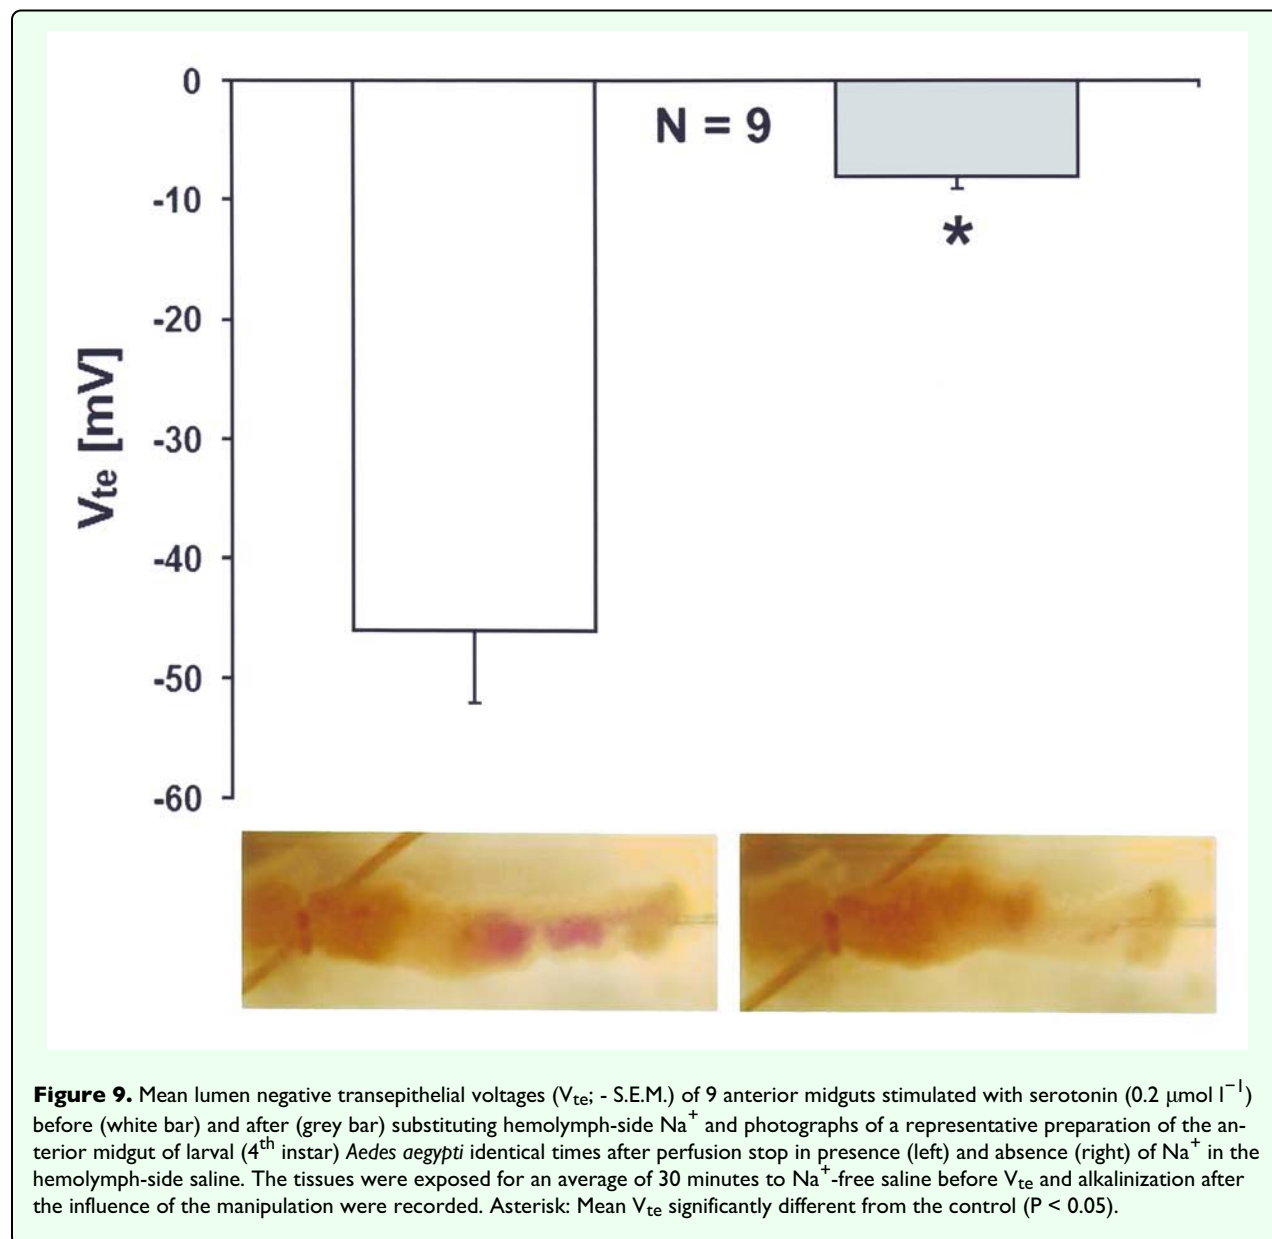 0
N = 9
-10
*
-20
-30
-40
-50
-60
Vte [mV]
Figure 9. Mean lumen negative transepithelial voltages (Vte; - S.E.M.) of 9 anterior midguts stimulated with serotonin (0.2 μmol l−1)
before (white bar) and after (grey bar) substituting hemolymph-side Na+ and photographs of a representative preparation of the an-
terior midgut of larval (4th instar) Aedes aegypti identical times after perfusion stop in presence (left) and absence (right) of Na+ in the
hemolymph-side saline. The tissues were exposed for an average of 30 minutes to Na+-free saline before Vte and alkalinization after
the influence of the manipulation were recorded. Asterisk: Mean Vte significantly different from the control (P < 0.05).